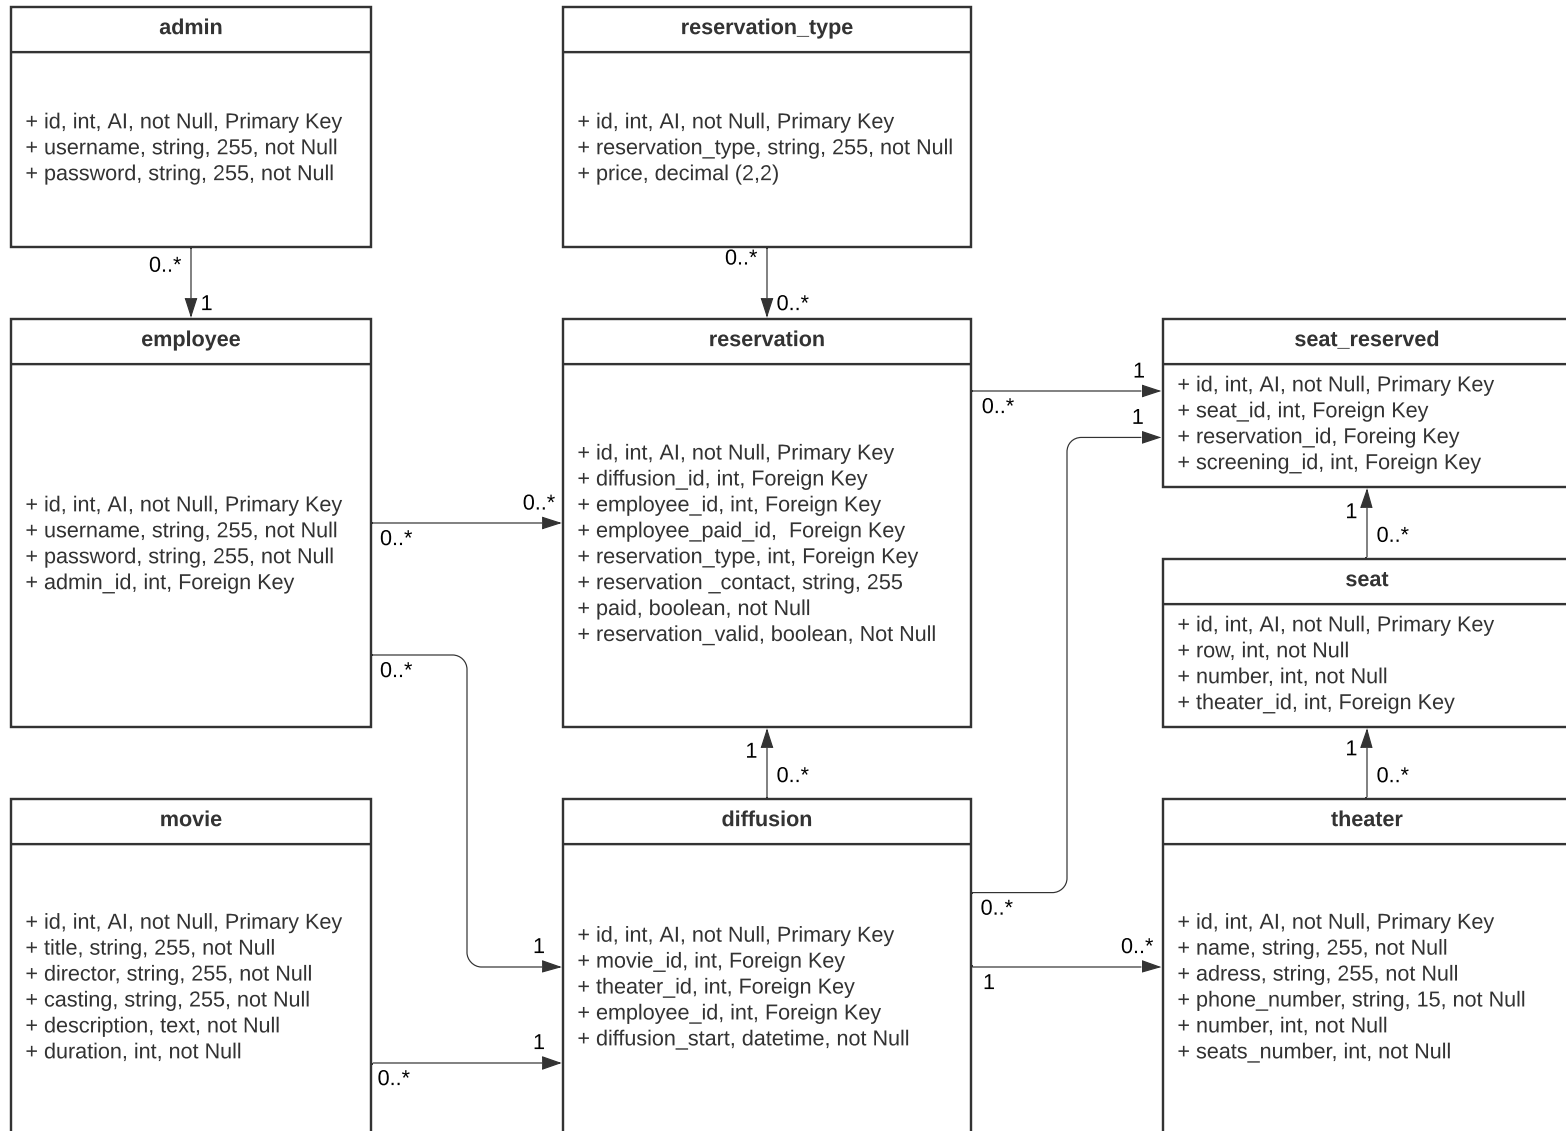 admin
+ id, int, AI, not Null, Primary Key
+ username, string, 255, not Null
+ password, string, 255, not Null
0..*
1
reservation_type
+ id, int, AI, not Null, Primary Key
+ reservation_type, string, 255, not Null
+ price, decimal (2,2)
0..*
0..*
employee
+ id, int, AI, not Null, Primary Key
+ username, string, 255, not Null
+ password, string, 255, not Null
+ admin_id, int, Foreign Key
0..*
0..*
0..*
1
reservation
+ id, int, AI, not Null, Primary Key
+ diffusion_id, int, Foreign Key
+ employee_id, int, Foreign Key
+ employee_paid_id,  Foreign Key
+ reservation_type, int, Foreign Key
+ reservation _contact, string, 255
+ paid, boolean, not Null
+ reservation_valid, boolean, Not Null
0..*
1
1
seat_reserved
+ id, int, AI, not Null, Primary Key
+ seat_id, int, Foreign Key
+ reservation_id, Foreing Key
+ screening_id, int, Foreign Key
1
0..*
seat
+ id, int, AI, not Null, Primary Key
+ row, int, not Null
+ number, int, not Null
+ theater_id, int, Foreign Key
1
0..*
1
0..*
movie
+ id, int, AI, not Null, Primary Key
+ title, string, 255, not Null
+ director, string, 255, not Null
+ casting, string, 255, not Null
+ description, text, not Null
+ duration, int, not Null
0..*
1
diffusion
+ id, int, AI, not Null, Primary Key
+ movie_id, int, Foreign Key
+ theater_id, int, Foreign Key
+ employee_id, int, Foreign Key
+ diffusion_start, datetime, not Null
0..*
1
0..*
theater
+ id, int, AI, not Null, Primary Key
+ name, string, 255, not Null
+ adress, string, 255, not Null
+ phone_number, string, 15, not Null
+ number, int, not Null
+ seats_number, int, not Null